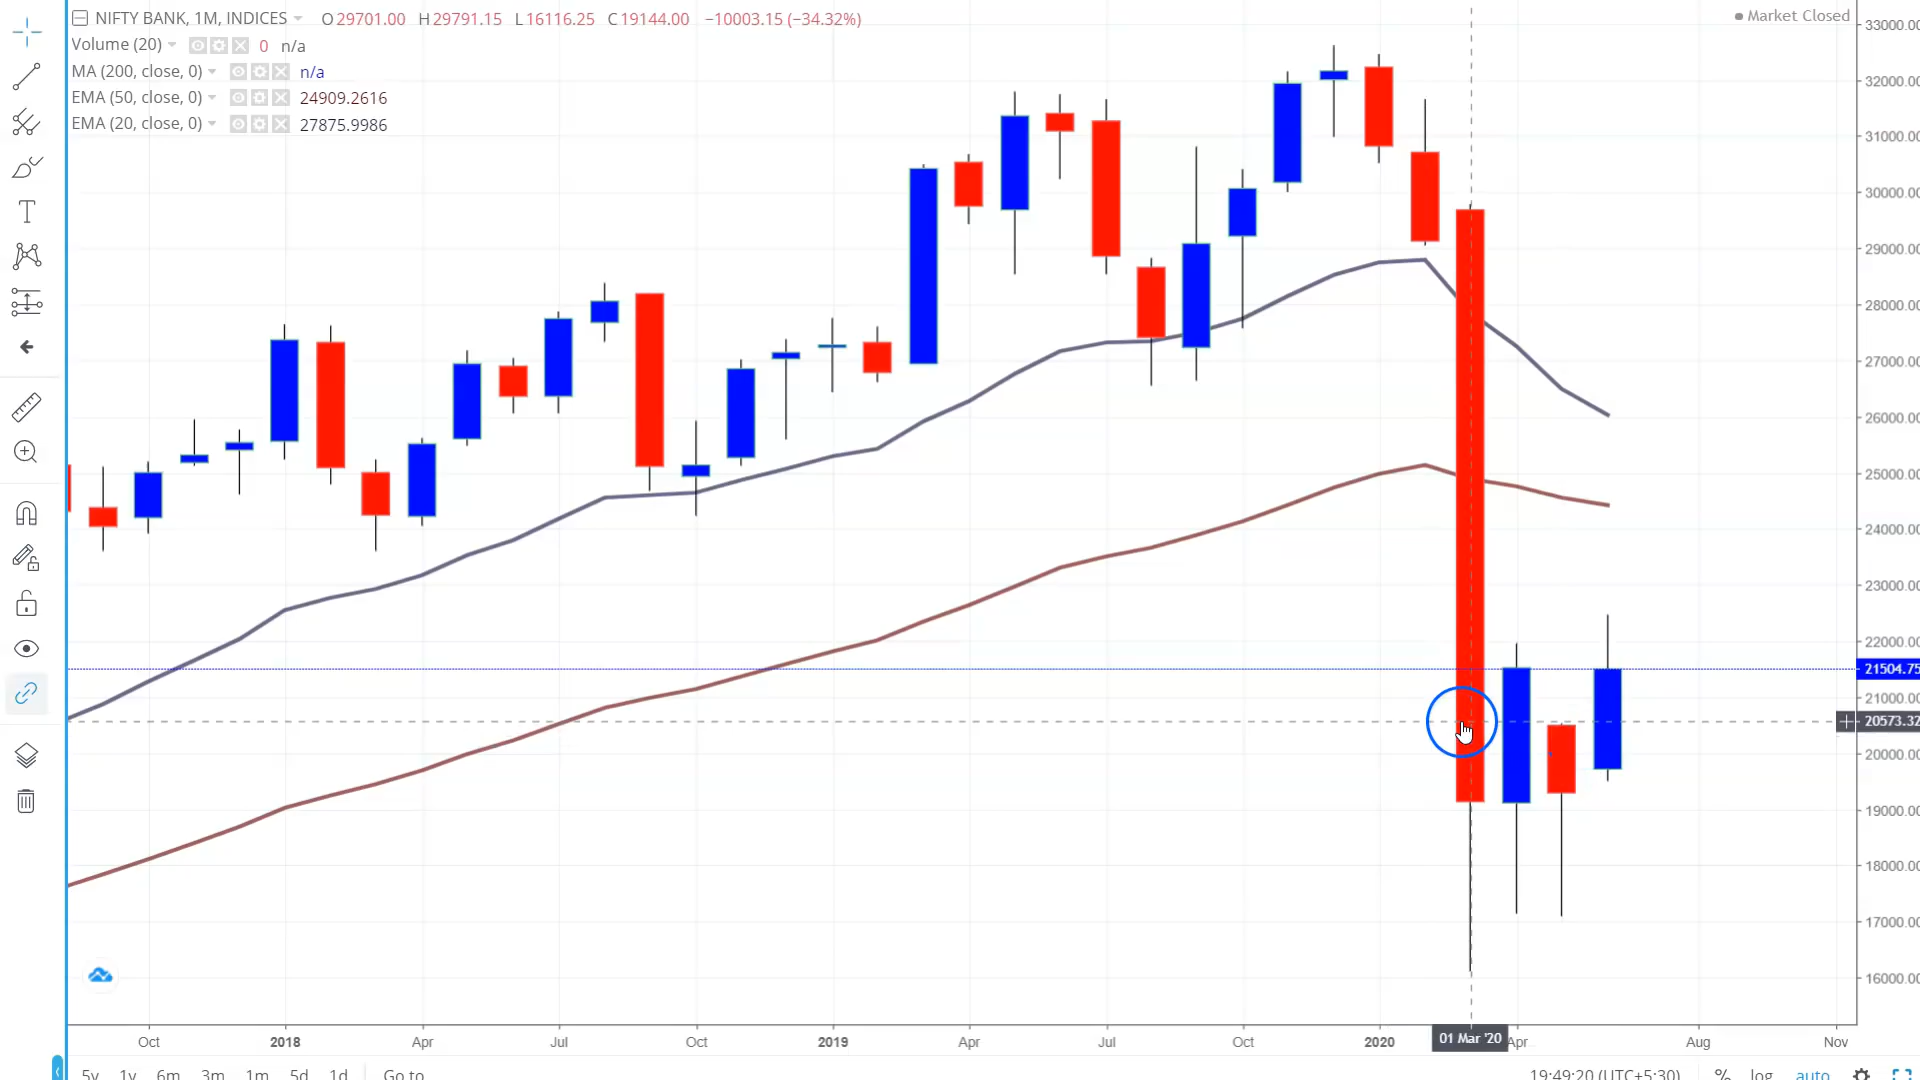 NIFTY BANK, 1M, INDICES O29701.00 H29791.15 L16116.25 C19144.00 −10003.15 (−34.32%)
Market Closed
Volume (20) 0 n/a
MA (200, close, 0) n/a
EMA (50, close, 0) 24909.2616
EMA (20, close, 0) 27875.9986
33000.00
32000.00
31000.00
30000.00
29000.00
28000.00
27000.00
26000.00
25000.00
24000.00
23000.00
22000.00
21504.75
21000.00
20573.32
20000.00
19000.00
18000.00
17000.00
16000.00
Oct 2018 Apr Jul Oct 2019 Apr Jul Oct 2020 01 Mar '20 Apr Aug Nov
5y 1y 6m 3m 1m 5d 1d Go to 19:49:20 (UTC+5:30) % log auto